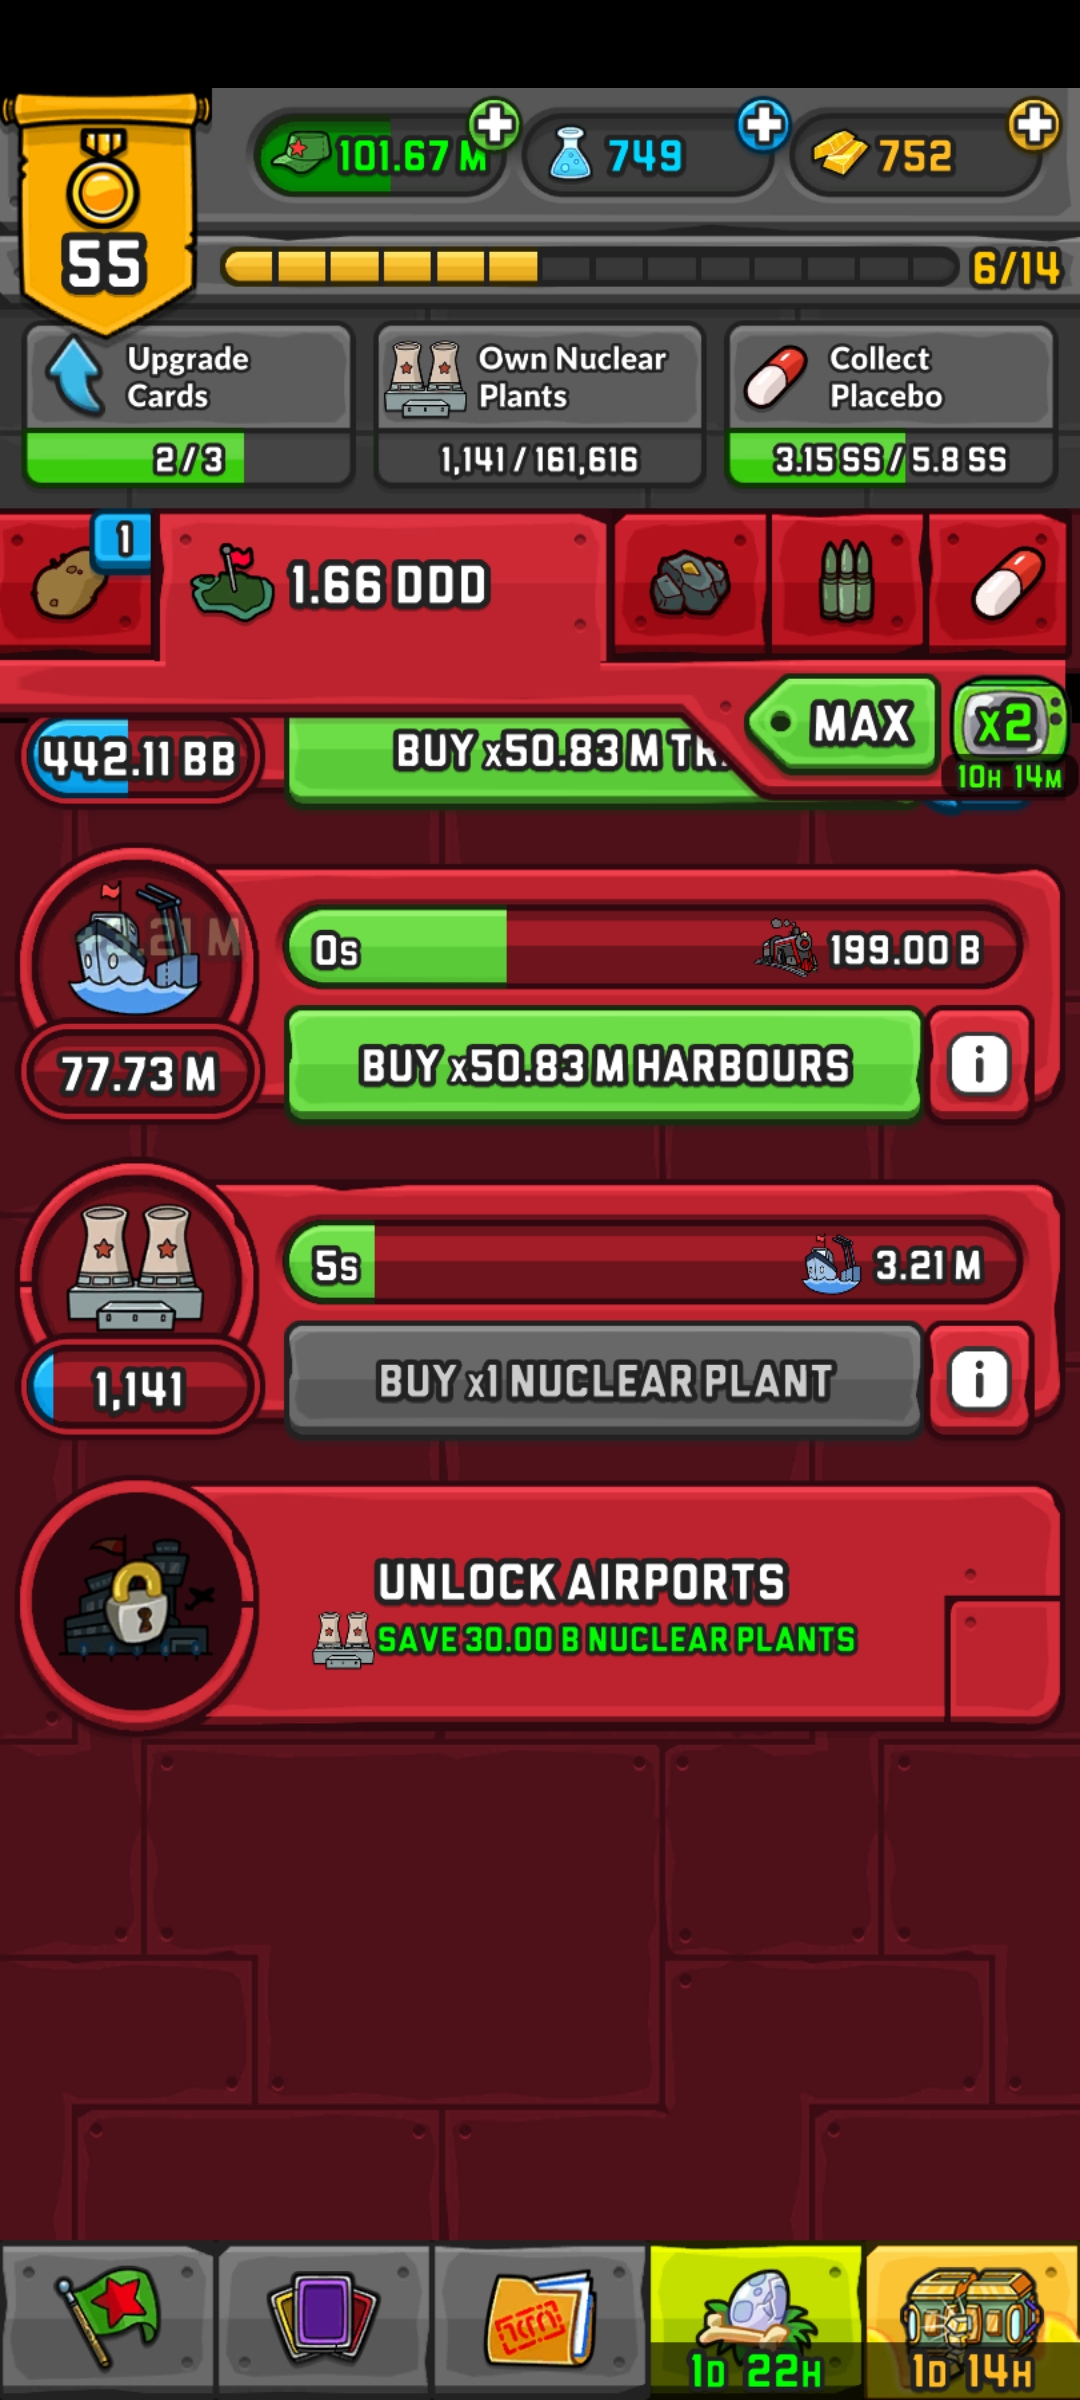 101.67 M
749
752
55
6/14
Upgrade
Cards
2/3
Own Nuclear
Plants
1,141 / 161,616
Collect
Placebo
3.15 SS / 5.8 SS
1
1.66 DDD
MAX
x2
10H 14M
442.11 BB
BUY x50.83 M
.21 M
0s
199.00 B
77.73 M
BUY x50.83 M HARBOURS
i
5s
3.21 M
1,141
BUY x1 NUCLEAR PLANT
i
UNLOCK AIRPORTS
SAVE 30.00 B NUCLEAR PLANTS
1D 22H
1D 14H